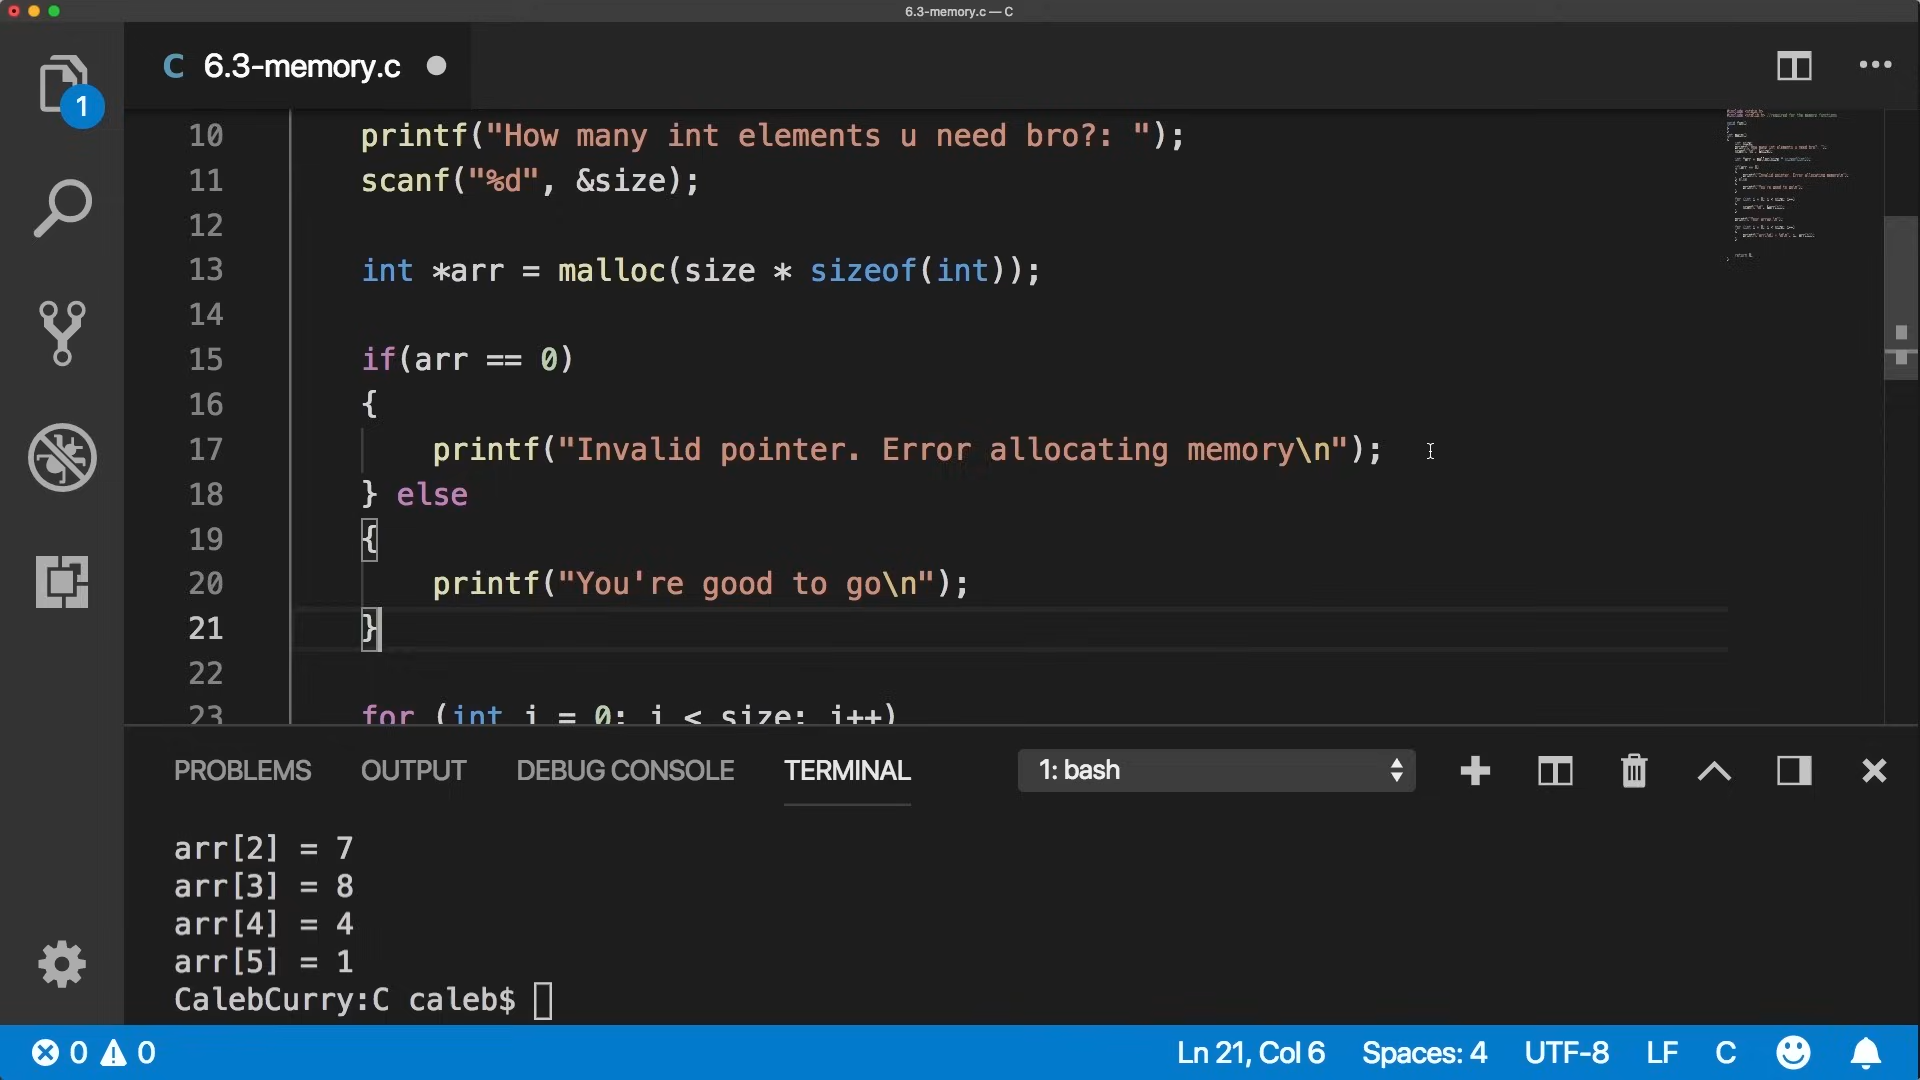 6.3-memory.c — C
1
C 6.3-memory.c
10 printf("How many int elements u need bro?: ");
11 scanf("%d", &size);
12
13 int *arr = malloc(size * sizeof(int));
14
15 if(arr == 0)
16 {
17 printf("Invalid pointer. Error allocating memory\n");
18 } else
19 {
20 printf("You're good to go\n");
21 }
22
23 for (int i = 0; i < size; i++)
PROBLEMS OUTPUT DEBUG CONSOLE TERMINAL 1: bash
arr[2] = 7
arr[3] = 8
arr[4] = 4
arr[5] = 1
CalebCurry:C caleb$
0 0 Ln 21, Col 6 Spaces: 4 UTF-8 LF C